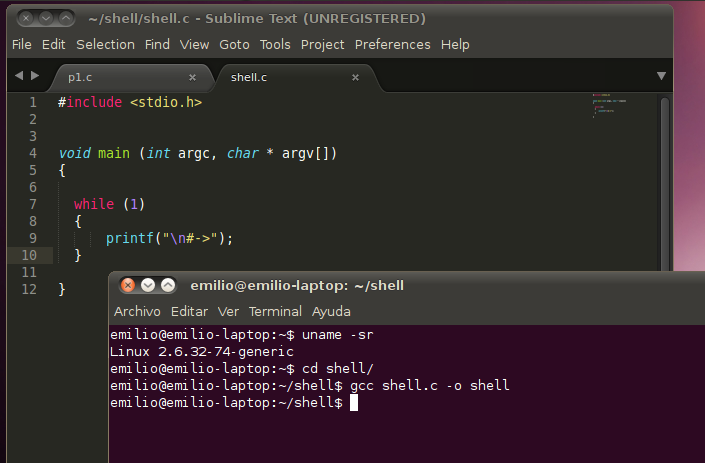 ~/shell/shell.c - Sublime Text (UNREGISTERED)
File Edit Selection Find View Goto Tools Project Preferences Help
p1.c shell.c
1 #include <stdio.h>
2
3
4 void main (int argc, char * argv[])
5 {
6
7 while (1)
8 {
9 printf("\n#->");
10 }
11
12 }
emilio@emilio-laptop: ~/shell
Archivo Editar Ver Terminal Ayuda
emilio@emilio-laptop:~$ uname -sr
Linux 2.6.32-74-generic
emilio@emilio-laptop:~$ cd shell/
emilio@emilio-laptop:~/shell$ gcc shell.c -o shell
emilio@emilio-laptop:~/shell$